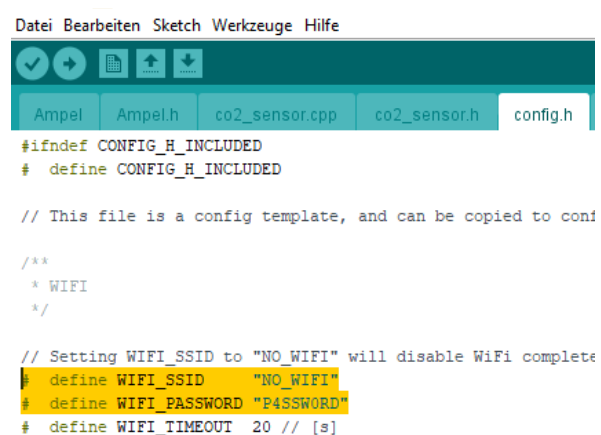 Datei Bearbeiten Sketch Werkzeuge Hilfe
Ampel Ampel.h co2_sensor.cpp co2_sensor.h config.h
#ifndef CONFIG_H_INCLUDED
# define CONFIG_H_INCLUDED
// This file is a config template, and can be copied to
/**
* WIFI
*/
// Setting WIFI_SSID to "NO_WIFI" will disable WiFi
# define WIFI_SSID "NO_WIFI"
# define WIFI_PASSWORD "P4SSW0RD"
# define WIFI_TIMEOUT 20 // [s]